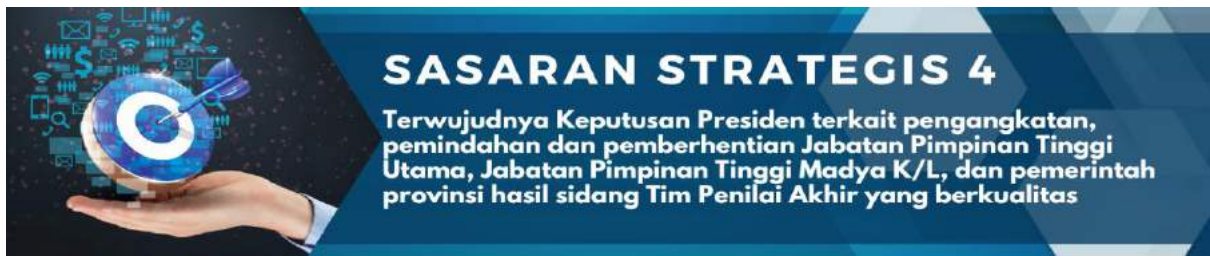 SASARAN STRATEGIS 4
Terwujudnya Keputusan Presiden terkait pengangkatan,
pemindahan dan pemberhentian Jabatan Pimpinan Tinggi
Utama, Jabatan Pimpinan Tinggi Madya K/L, dan pemerintah
provinsi hasil sidang Tim Penilai Akhir yang berkualitas